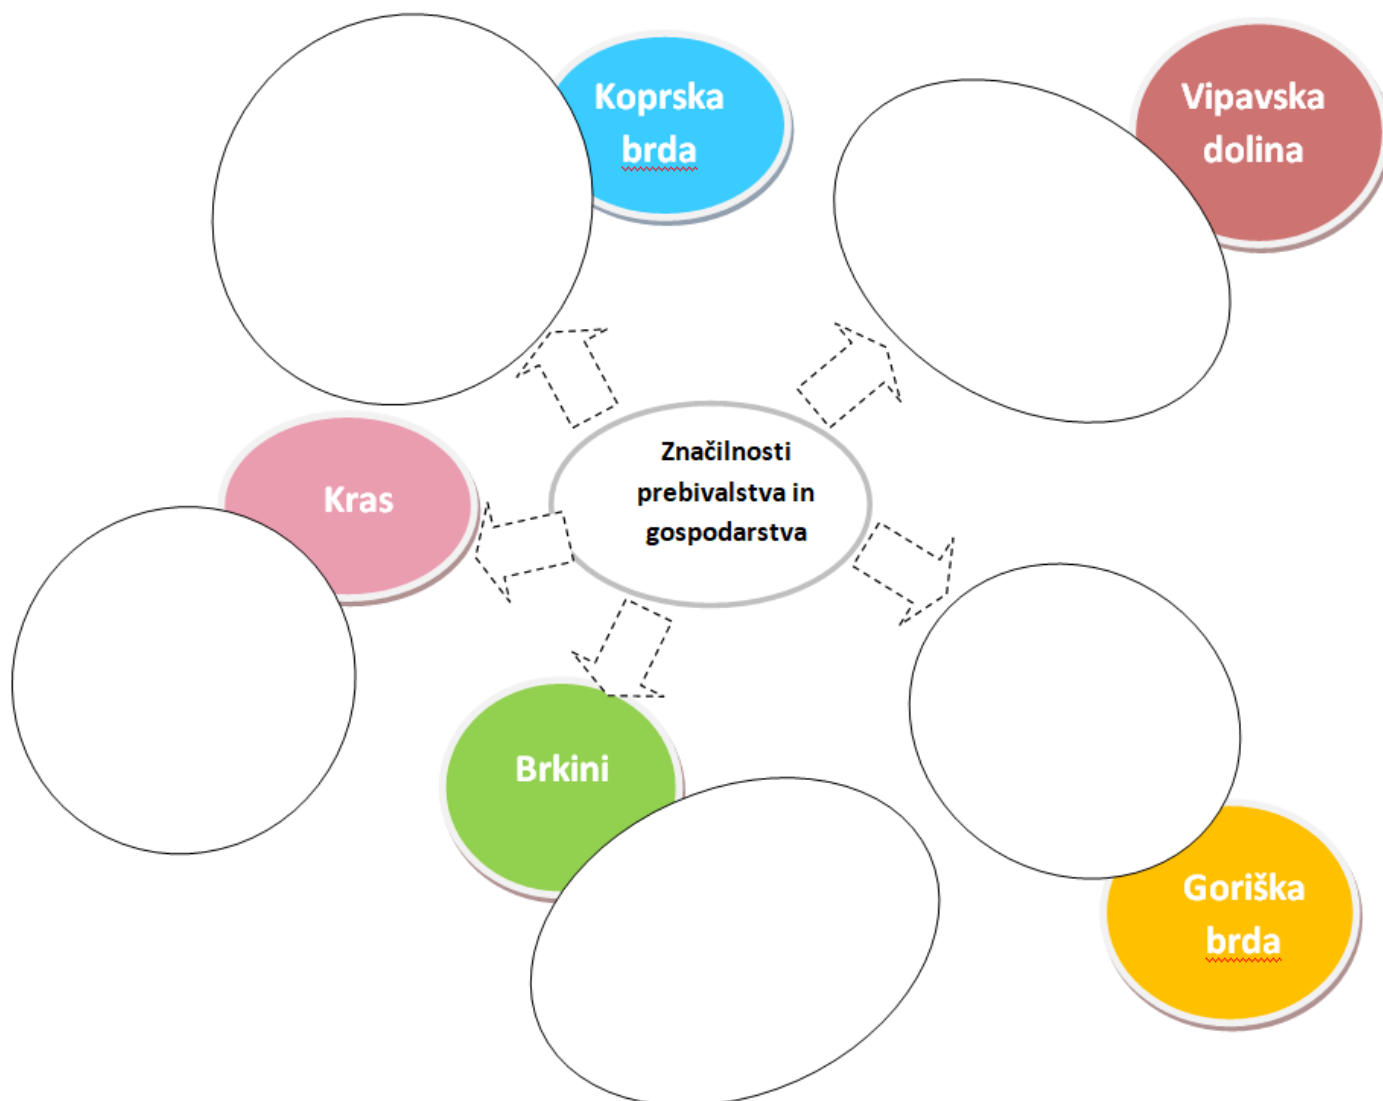 Koprska
brda
Vipavska
dolina
Značilnosti
prebivalstva in
gospodarstva
Kras
Brkini
Goriška
brda